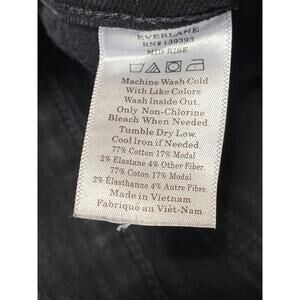 EVERLANE
RN# 139393
MID-RISE
Machine Wash Cold
With Like Colors
Wash Inside Out.
Only Non-Chlorine
Bleach When Needed.
Tumble Dry Low.
Cool Iron if Needed.
77% Cotton 17% Modal
2% Elastane 4% Other Fiber.
77% Coton 17% Modal
2% Élasthanne 4% Autre Fibre.
Made in Vietnam
Fabriqué au Viêt-Nam